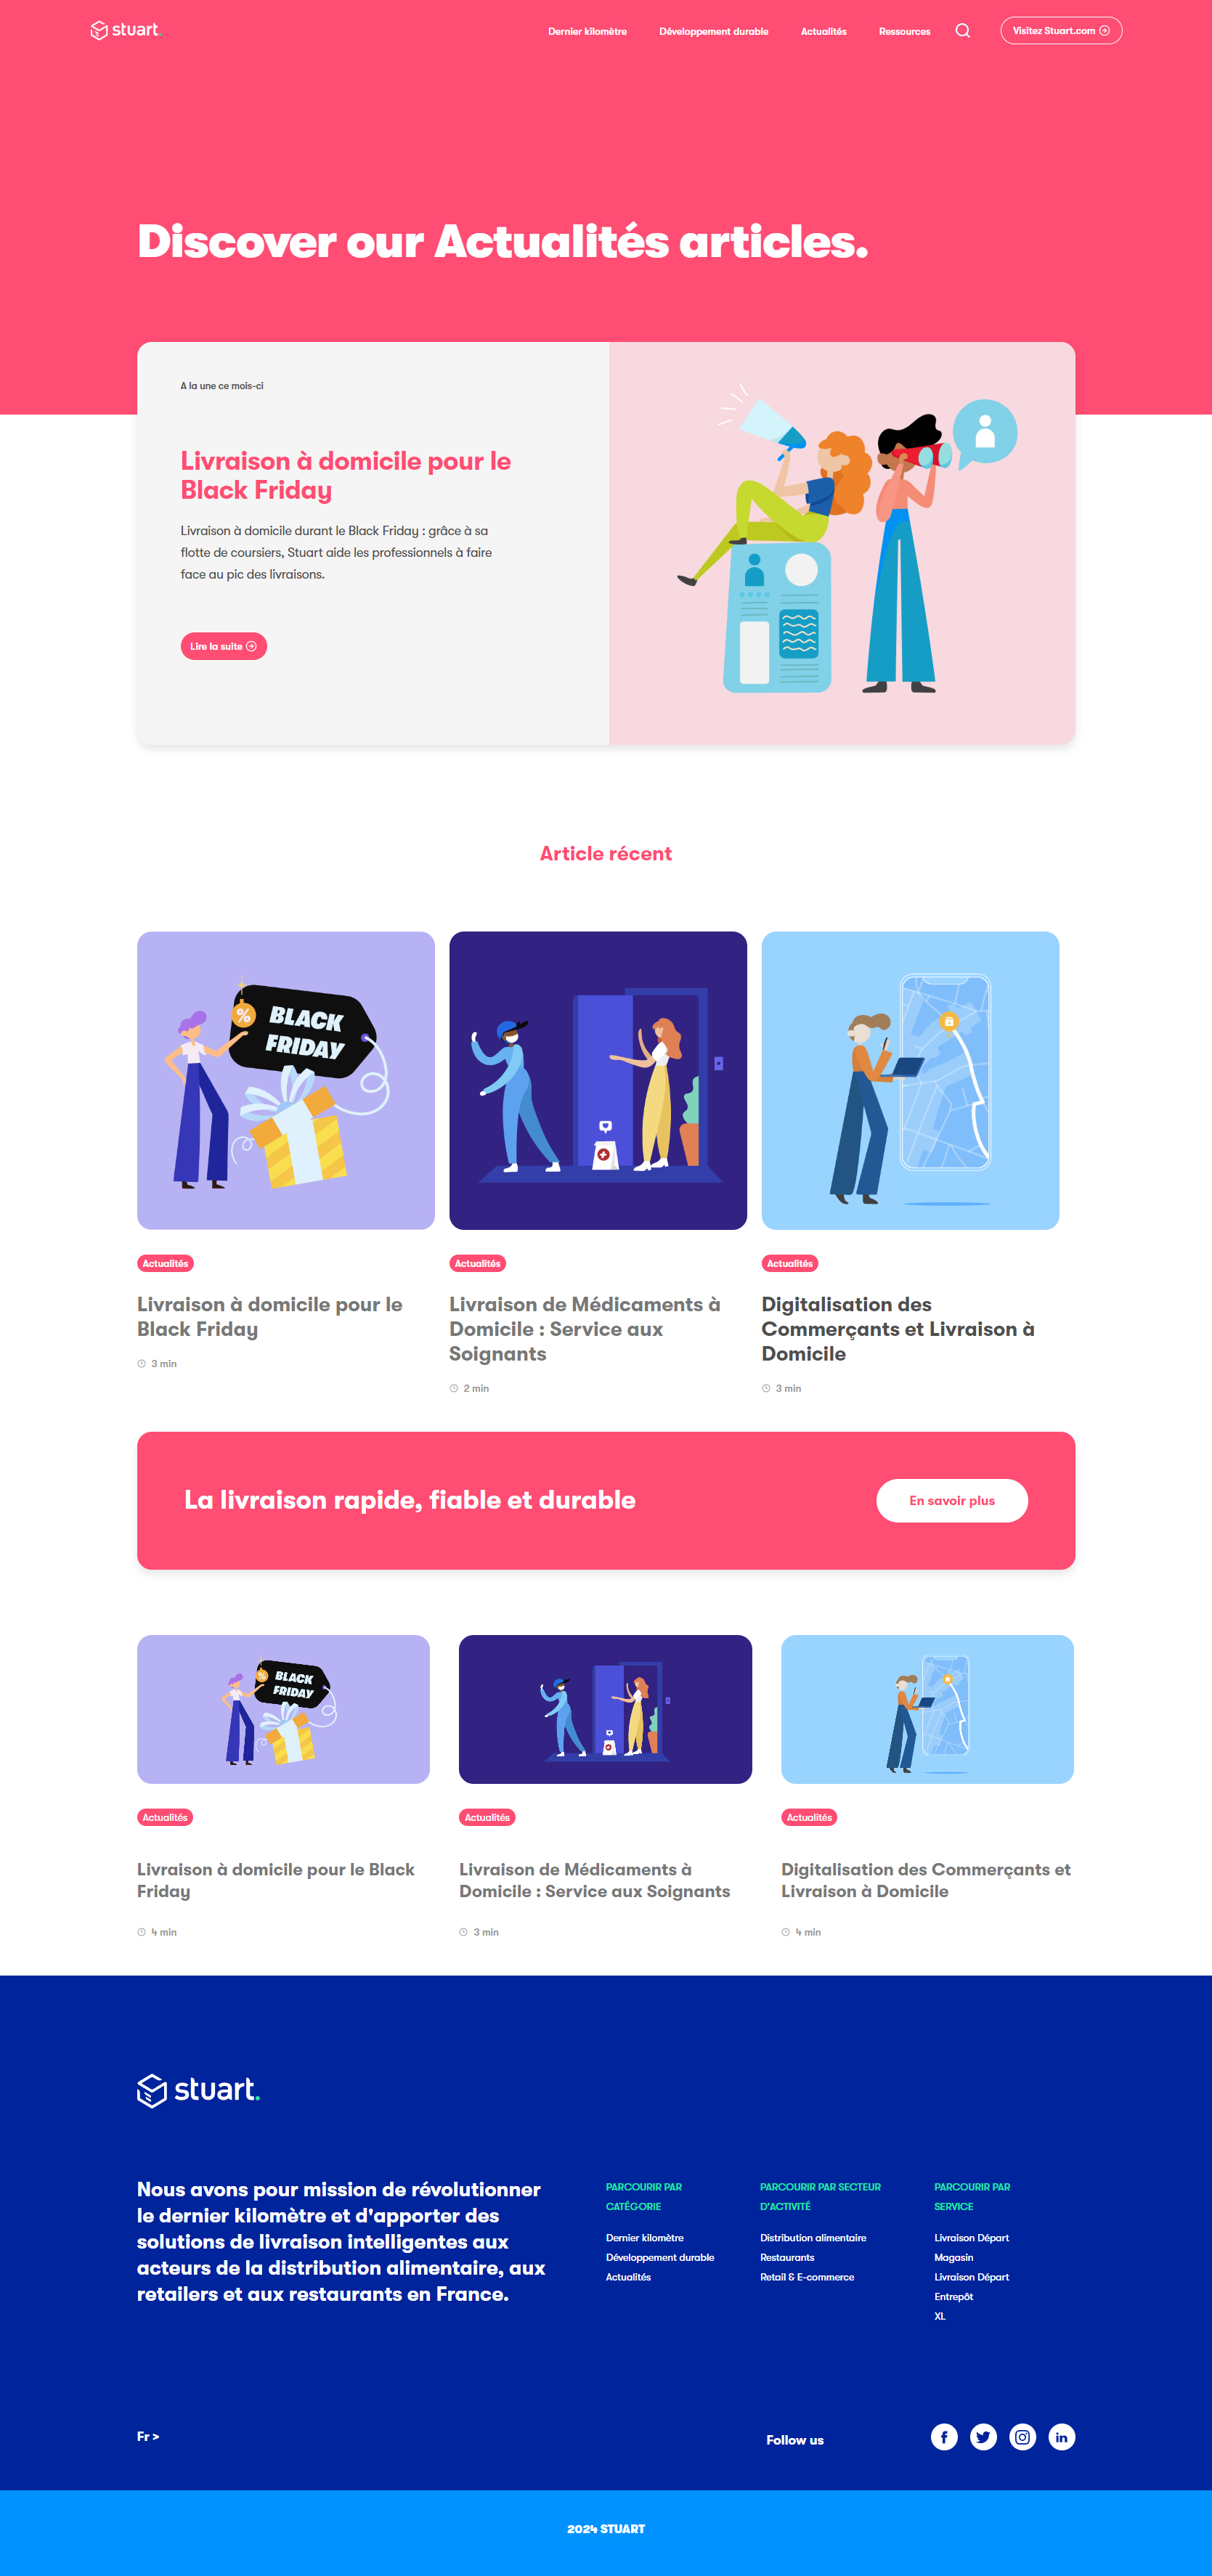 stuart.
Dernier kilomètre
Développement durable
Actualités
Ressources
Visitez Stuart.com
Discover our Actualités articles.
A la une ce mois-ci
Livraison à domicile pour le
Black Friday
Livraison à domicile durant le Black Friday : grâce à sa
flotte de coursiers, Stuart aide les professionnels à faire
face au pic des livraisons.
Lire la suite
Article récent
%
BLACK
FRIDAY
Actualités
Livraison à domicile pour le
Black Friday
3 min
Actualités
Livraison de Médicaments à
Domicile : Service aux
Soignants
2 min
Actualités
Digitalisation des
Commerçants et Livraison à
Domicile
3 min
La livraison rapide, fiable et durable
En savoir plus
%
BLACK
FRIDAY
Actualités
Livraison à domicile pour le Black
Friday
4 min
Actualités
Livraison de Médicaments à
Domicile : Service aux Soignants
3 min
Actualités
Digitalisation des Commerçants et
Livraison à Domicile
4 min
stuart.
Nous avons pour mission de révolutionner
le dernier kilomètre et d'apporter des
solutions de livraison intelligentes aux
acteurs de la distribution alimentaire, aux
retailers et aux restaurants en France.
PARCOURIR PAR
CATÉGORIE
Dernier kilomètre
Développement durable
Actualités
PARCOURIR PAR SECTEUR
D'ACTIVITÉ
Distribution alimentaire
Restaurants
Retail & E-commerce
PARCOURIR PAR
SERVICE
Livraison Départ
Magasin
Livraison Départ
Entrepôt
XL
Fr >
Follow us
f
in
2024 STUART